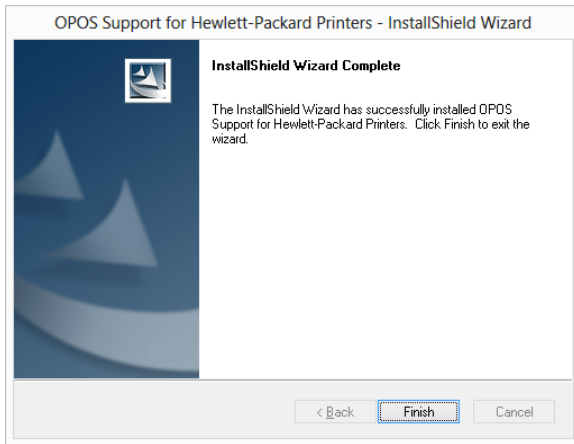 OPOS Support for Hewlett-Packard Printers - InstallShield Wizard
InstallShield Wizard Complete
The InstallShield Wizard has successfully installed OPOS
Support for Hewlett-Packard Printers. Click Finish to exit the
wizard.
< Back
Finish
Cancel